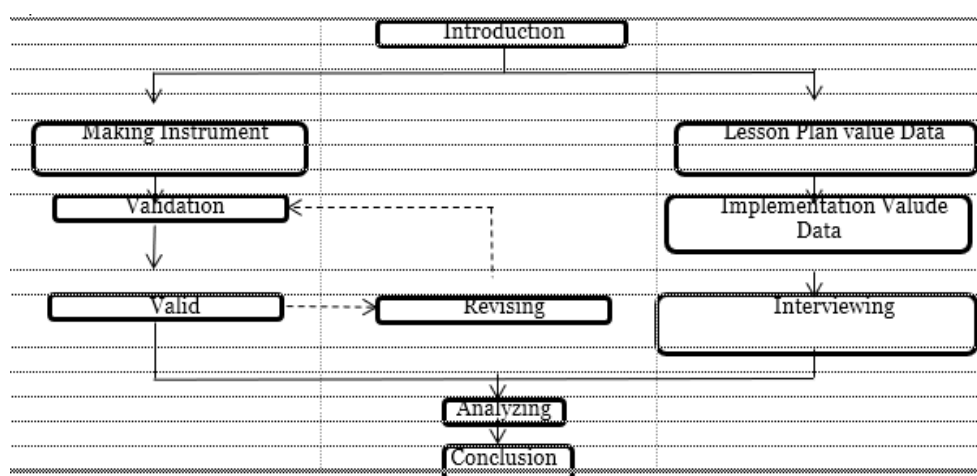 Introduction
Making Instrument
Lesson Plan value Data
Validation
Implementation Valude
Data
Valid
Revising
Interviewing
Analyzing
Conclusion